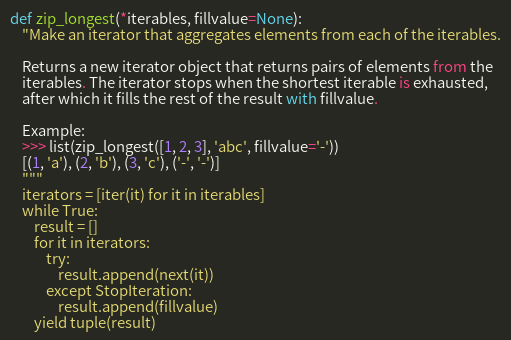 def zip_longest(*iterables, fillvalue=None):
"Make an iterator that aggregates elements from each of the iterables.
Returns a new iterator object that returns pairs of elements from the
iterables. The iterator stops when the shortest iterable is exhausted,
after which it fills the rest of the result with fillvalue.
Example:
>>> list(zip_longest([1, 2, 3], 'abc', fillvalue='-'))
[(1, 'a'), (2, 'b'), (3, 'c'), ('-', '-')]
"""
iterators = [iter(it) for it in iterables]
while True:
result = []
for it in iterators:
try:
result.append(next(it))
except StopIteration:
result.append(fillvalue)
yield tuple(result)